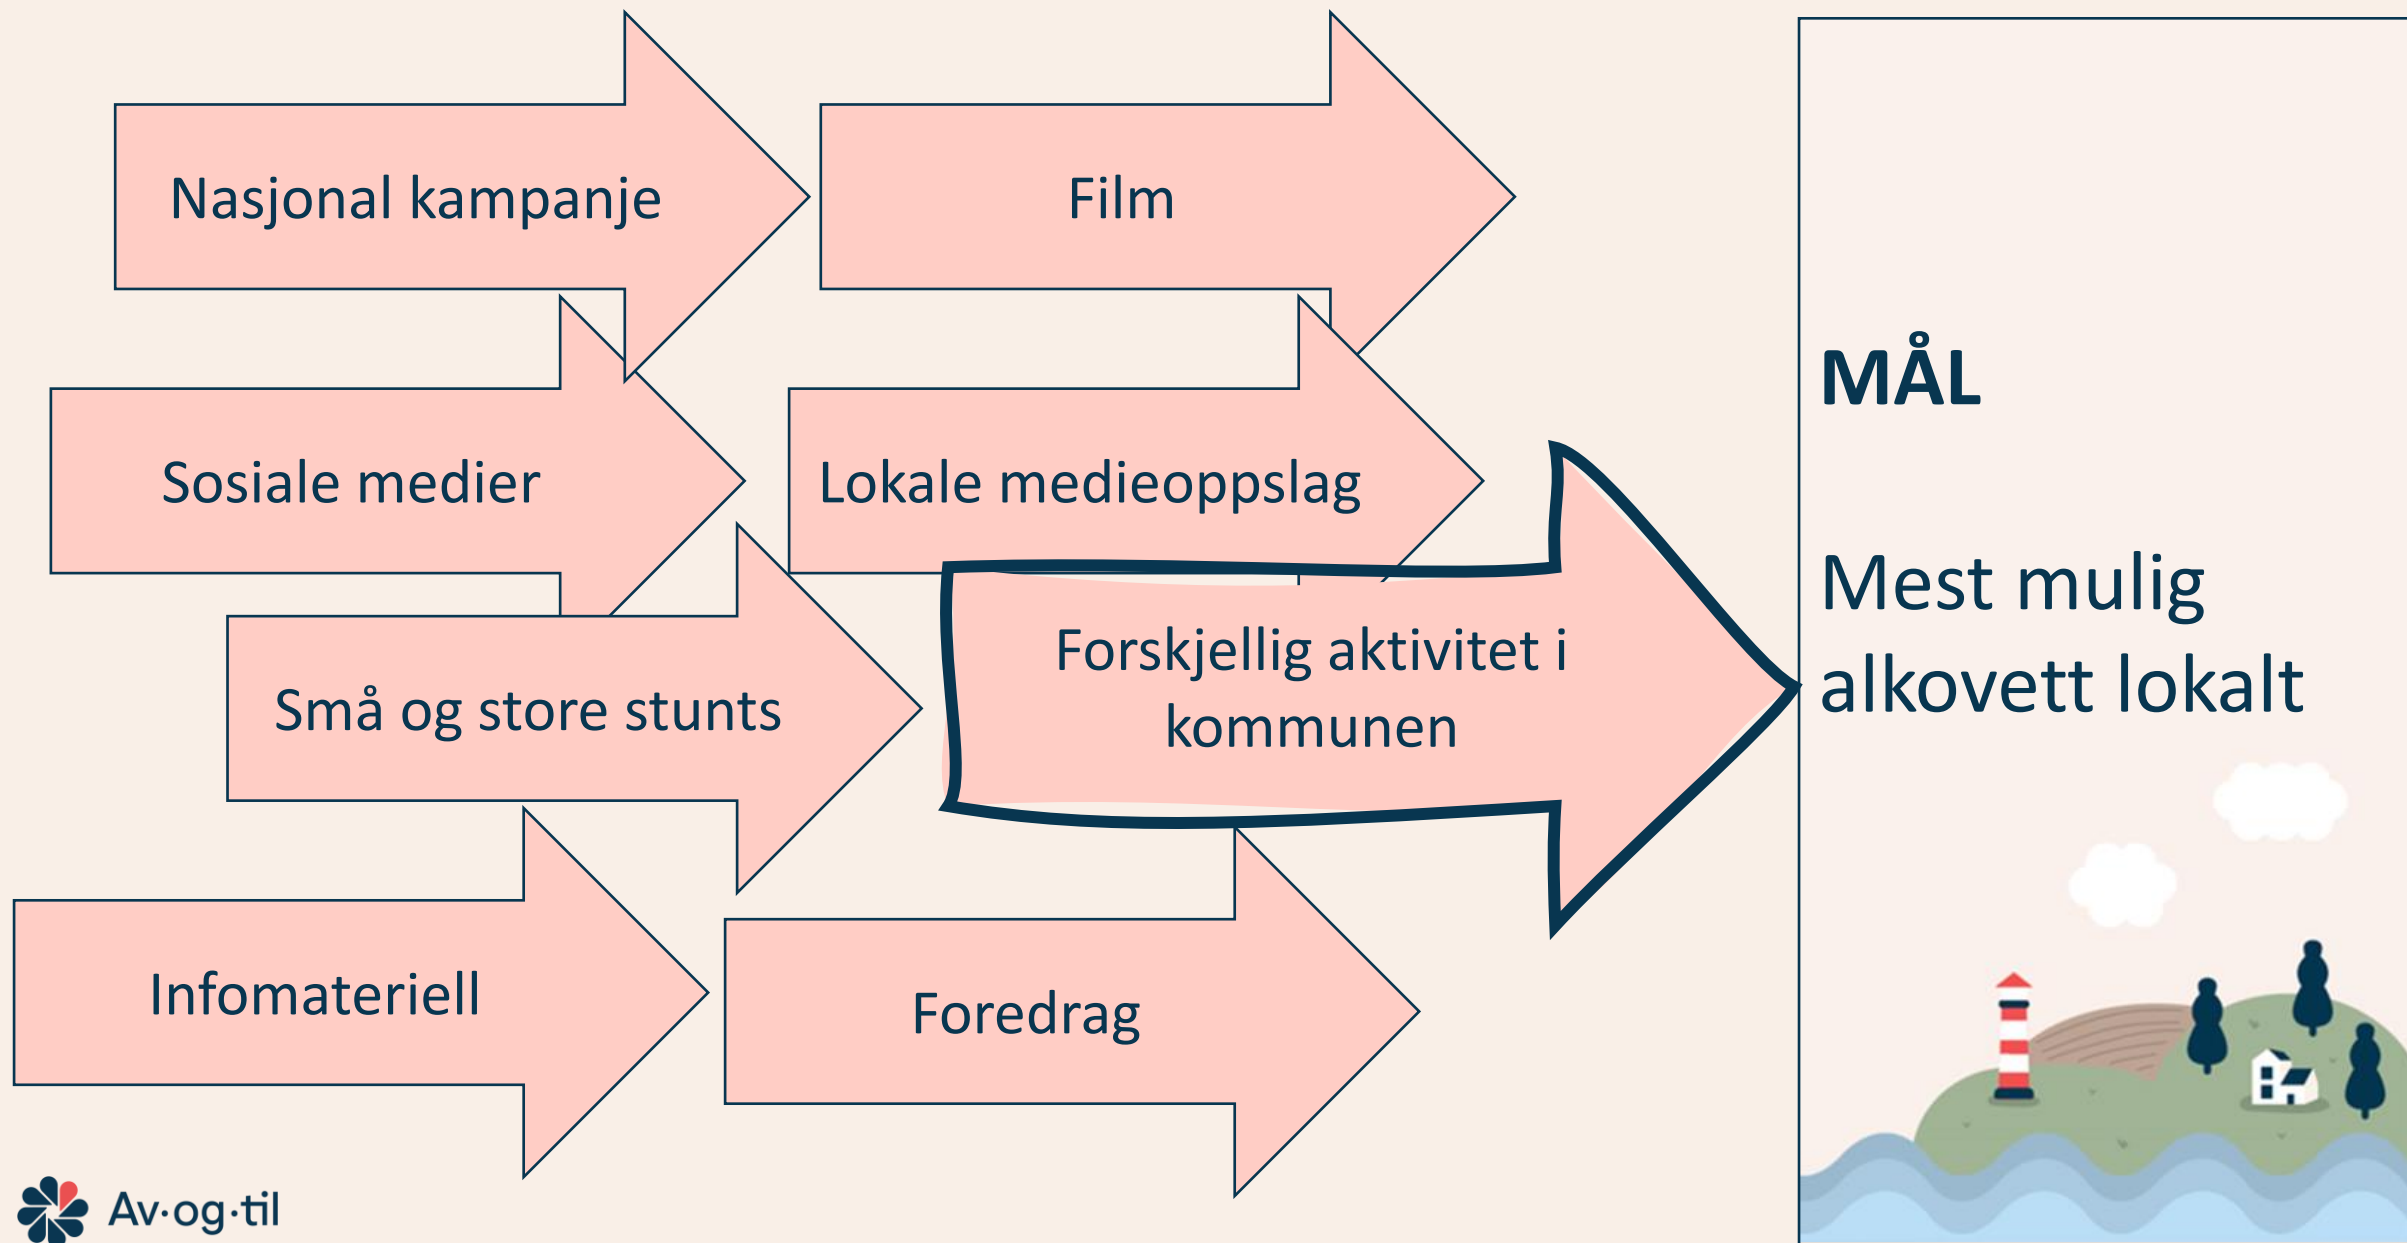 Nasjonal kampanje
Film
Sosiale medier
Lokale medieoppslag
Små og store stunts
Forskjellig aktivitet i
kommunen
Infomateriell
Foredrag
MÅL
Mest mulig
alkovett lokalt
Av·og·til